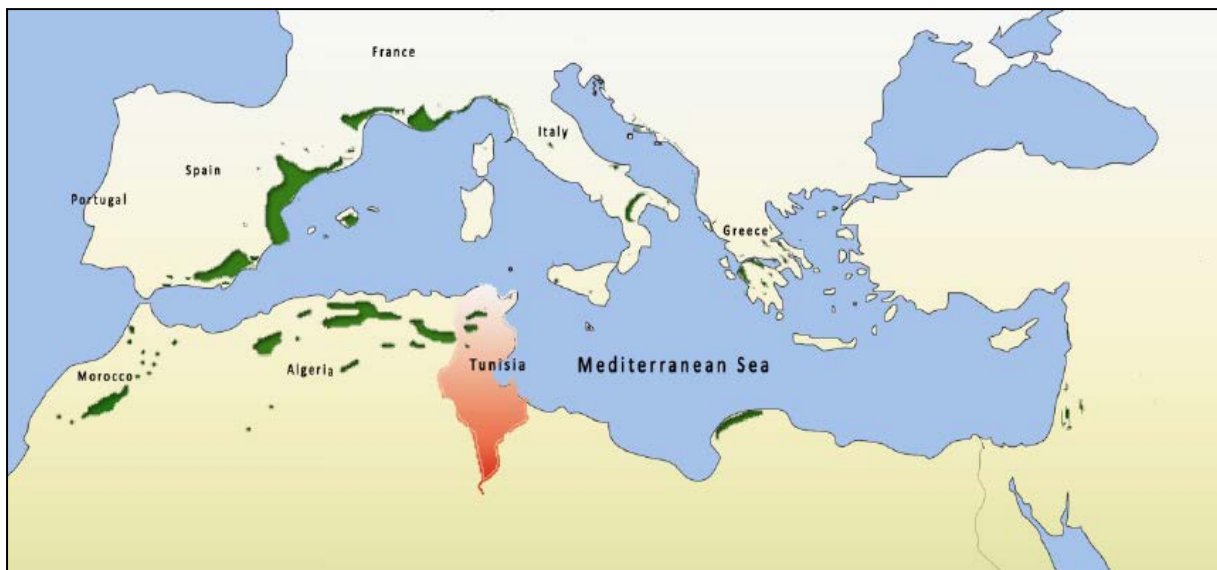 France
Italy
Spain
Portugal
Greece
Tunisia
Mediterranean Sea
Algeria
Morocco